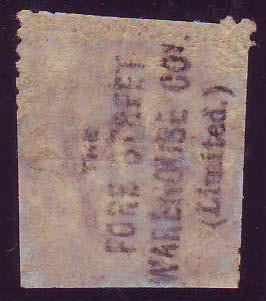 THE
FORE STREET
WAREHOUSE COY.
(Limited.)